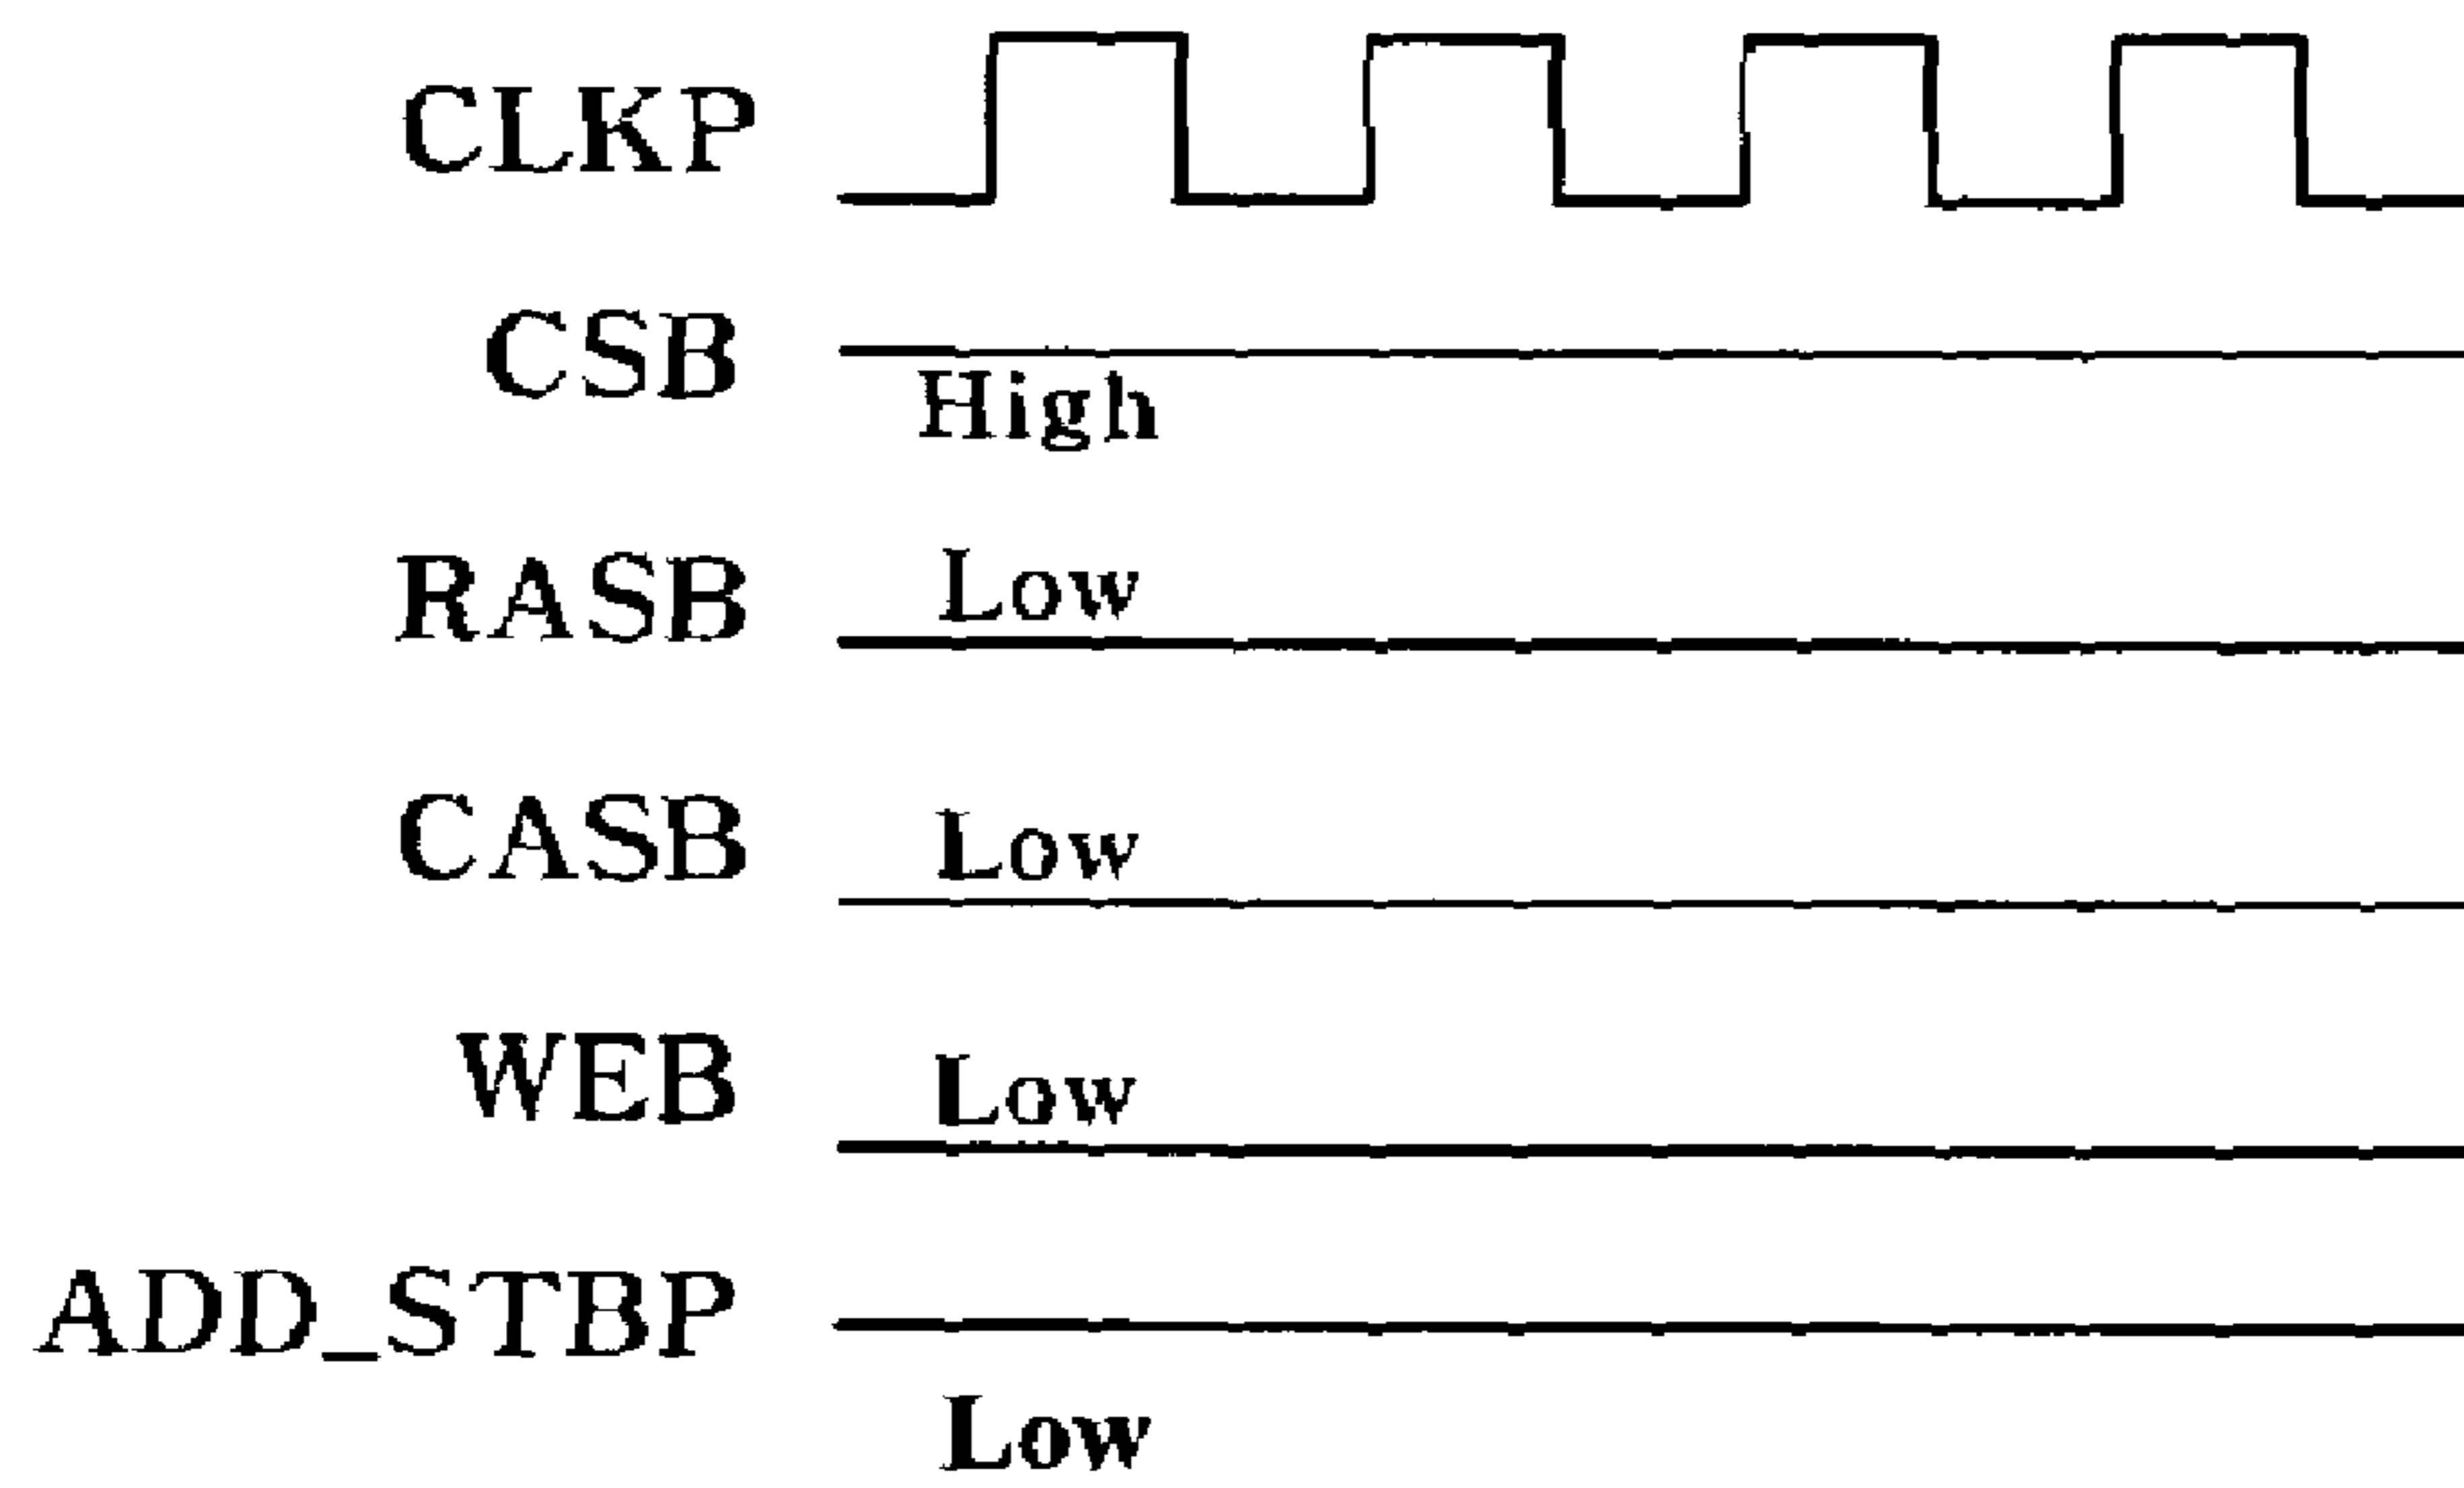 CLKP
CSB
High
RASB Low
CASB Low
WEB Low
ADD_STBP
Low